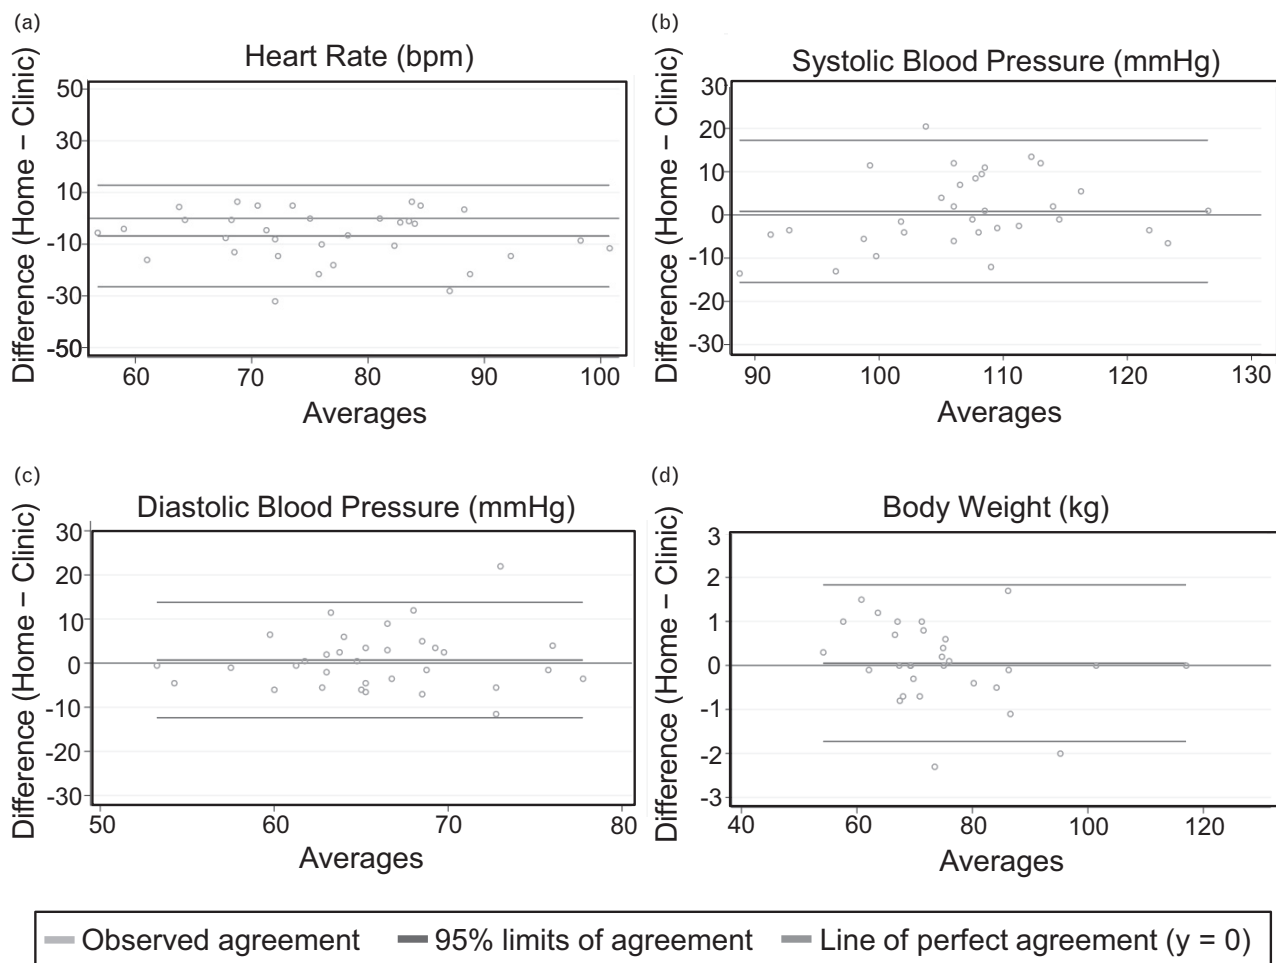 (a)
Heart Rate (bpm)
Difference (Home − Clinic)
50
30
10
-10
-30
-50
60 70 80 90 100
Averages
(b)
Systolic Blood Pressure (mmHg)
Difference (Home − Clinic)
30
20
10
0
-10
-20
-30
90 100 110 120 130
Averages
(c)
Diastolic Blood Pressure (mmHg)
Difference (Home − Clinic)
30
20
10
0
-10
-20
-30
50 60 70 80
Averages
(d)
Body Weight (kg)
Difference (Home − Clinic)
3
2
1
0
-1
-2
-3
40 60 80 100 120
Averages
Observed agreement 95% limits of agreement Line of perfect agreement (y = 0)